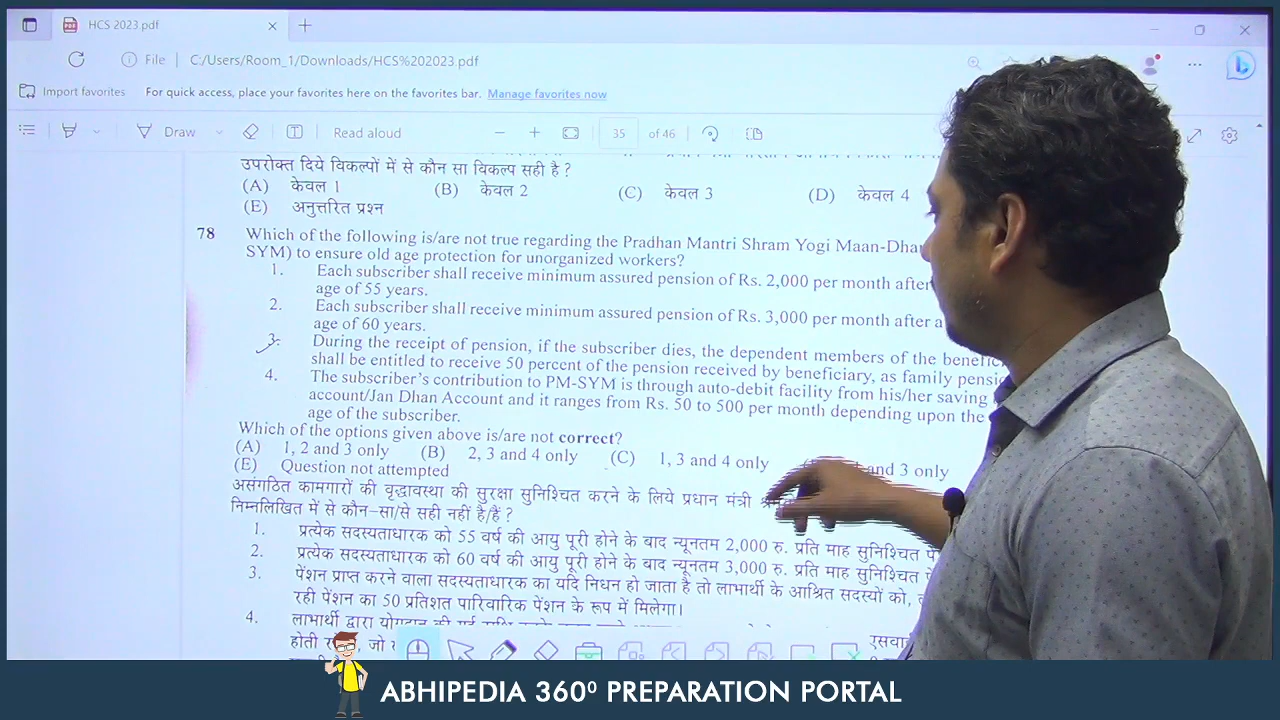 HCS 2023.pdf
File C:/Users/Room_1/Downloads/HCS%202023.pdf
Import favorites For quick access, place your favorites here on the favorites bar. Manage favorites now
Draw Read aloud 35 of 46
उपरोक्त दिये विकल्पों में से कौन सा विकल्प सही है ?
(A) केवल 1 (B) केवल 2 (C) केवल 3 (D) केवल 4
(E) अनुत्तरित प्रश्न
78 Which of the following is/are not true regarding the Pradhan Mantri Shram Yogi Maan-Dhan
SYM) to ensure old age protection for unorganized workers?
1. Each subscriber shall receive minimum assured pension of Rs. 2,000 per month after
age of 55 years.
2. Each subscriber shall receive minimum assured pension of Rs. 3,000 per month after a
age of 60 years.
3. During the receipt of pension, if the subscriber dies, the dependent members of the
shall be entitled to receive 50 percent of the pension received by beneficiary, as family
4. The subscriber's contribution to PM-SYM is through auto-debit facility from his/her saving
account/Jan Dhan Account and it ranges from Rs. 50 to 500 per month depending upon the
age of the subscriber.
Which of the options given above is/are not correct?
(A) 1, 2 and 3 only (B) 2, 3 and 4 only (C) 1, 3 and 4 only and 3 only
(E) Question not attempted
असंगठित कामगारों की वृद्धावस्था की सुरक्षा सुनिश्चित करने के लिये प्रधान मंत्री
निम्नलिखित में से कौन–सा/से सही नहीं है/हैं ?
1. प्रत्येक सदस्यताधारक को 55 वर्ष की आयु पूरी होने के बाद न्यूनतम 2,000 रु. प्रति माह सुनिश्चित
2. प्रत्येक सदस्यताधारक को 60 वर्ष की आयु पूरी होने के बाद न्यूनतम 3,000 रु. प्रति माह सुनिश्चित
3. पेंशन प्राप्त करने वाला सदस्यताधारक का यदि निधन हो जाता है तो लाभार्थी के आश्रित सदस्यों को,
रही पेंशन का 50 प्रतिशत पारिवारिक पेंशन के रूप में मिलेगा।
4. लाभार्थी द्वारा योगदान की
होती जो
ABHIPEDIA 360⁰ PREPARATION PORTAL